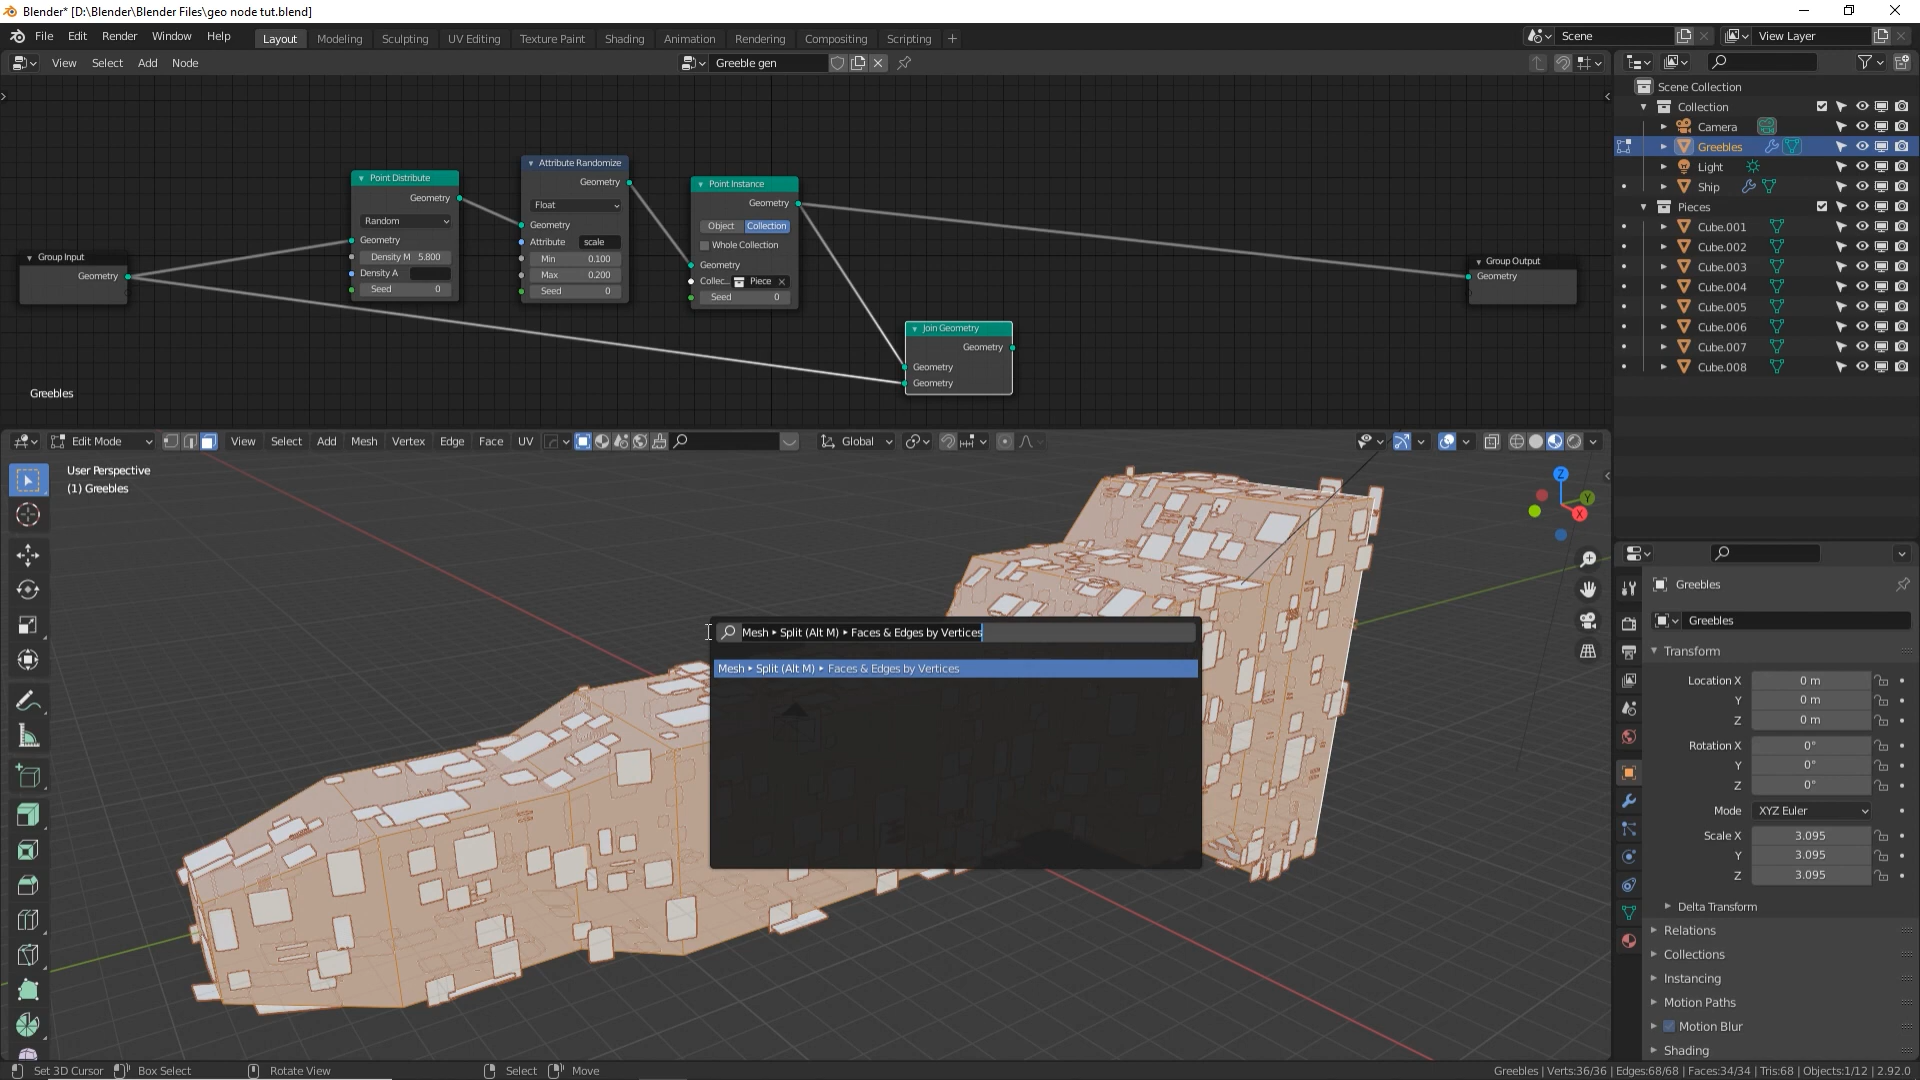 Blender* [D:\Blender\Blender Files\geo node tut.blend]
File Edit Render Window Help Layout Modeling Sculpting UV Editing Texture Paint Shading Animation Rendering Compositing Scripting + Scene View Layer
View Select Add Node Greeble gen
Scene Collection
Collection
Camera
Greebles
Light
Ship
Pieces
Cube.001
Cube.002
Cube.003
Cube.004
Cube.005
Cube.006
Cube.007
Cube.008
Group Input
Geometry
Point Distribute
Geometry
Random
Geometry
Density M 5.800
Density A
Seed 0
Attribute Randomize
Geometry
Float
Geometry
Attribute scale
Min 0.100
Max 0.200
Seed 0
Point Instance
Geometry
Object Collection
Whole Collection
Geometry
Collec... Piece
Seed 0
Join Geometry
Geometry
Geometry
Geometry
Group Output
Geometry
Greebles
Edit Mode View Select Add Mesh Vertex Edge Face UV Global
User Perspective
(1) Greebles
Z
Y
X
Mesh ▸ Split (Alt M) ▸ Faces & Edges by Vertices
Mesh ▸ Split (Alt M) ▸ Faces & Edges by Vertices
Greebles
Greebles
Transform
Location X 0 m
Y 0 m
Z 0 m
Rotation X 0°
Y 0°
Z 0°
Mode XYZ Euler
Scale X 3.095
Y 3.095
Z 3.095
Delta Transform
Relations
Collections
Instancing
Motion Paths
Motion Blur
Shading
Set 3D Cursor Box Select Rotate View Select Move Greebles | Verts:36/36 | Edges:68/68 | Faces:34/34 | Tris:68 | Objects:1/12 | 2.92.0